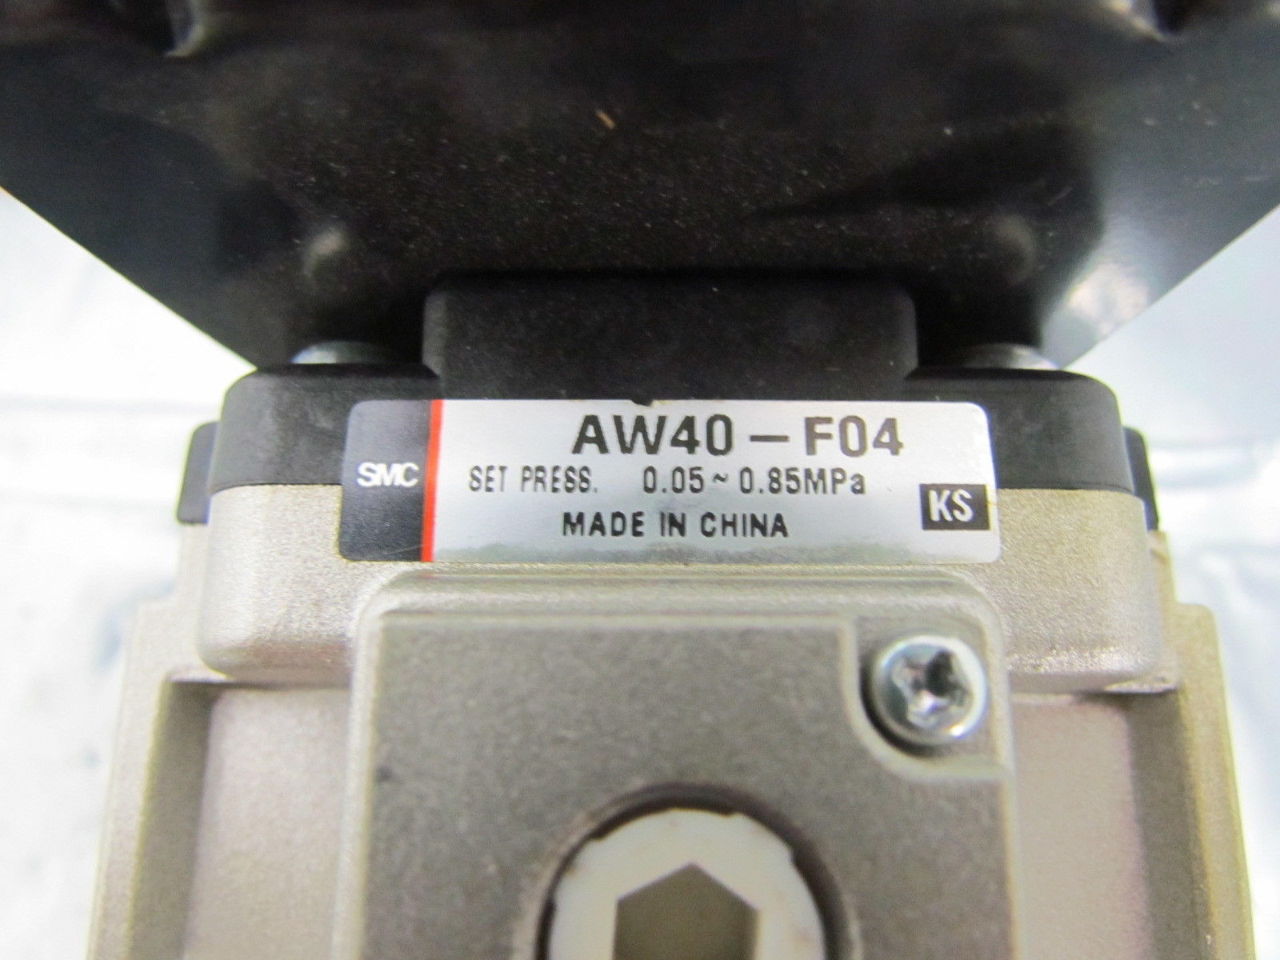 SMC
AW40-F04
SET PRESS. 0.05~0.85MPa
MADE IN CHINA
KS